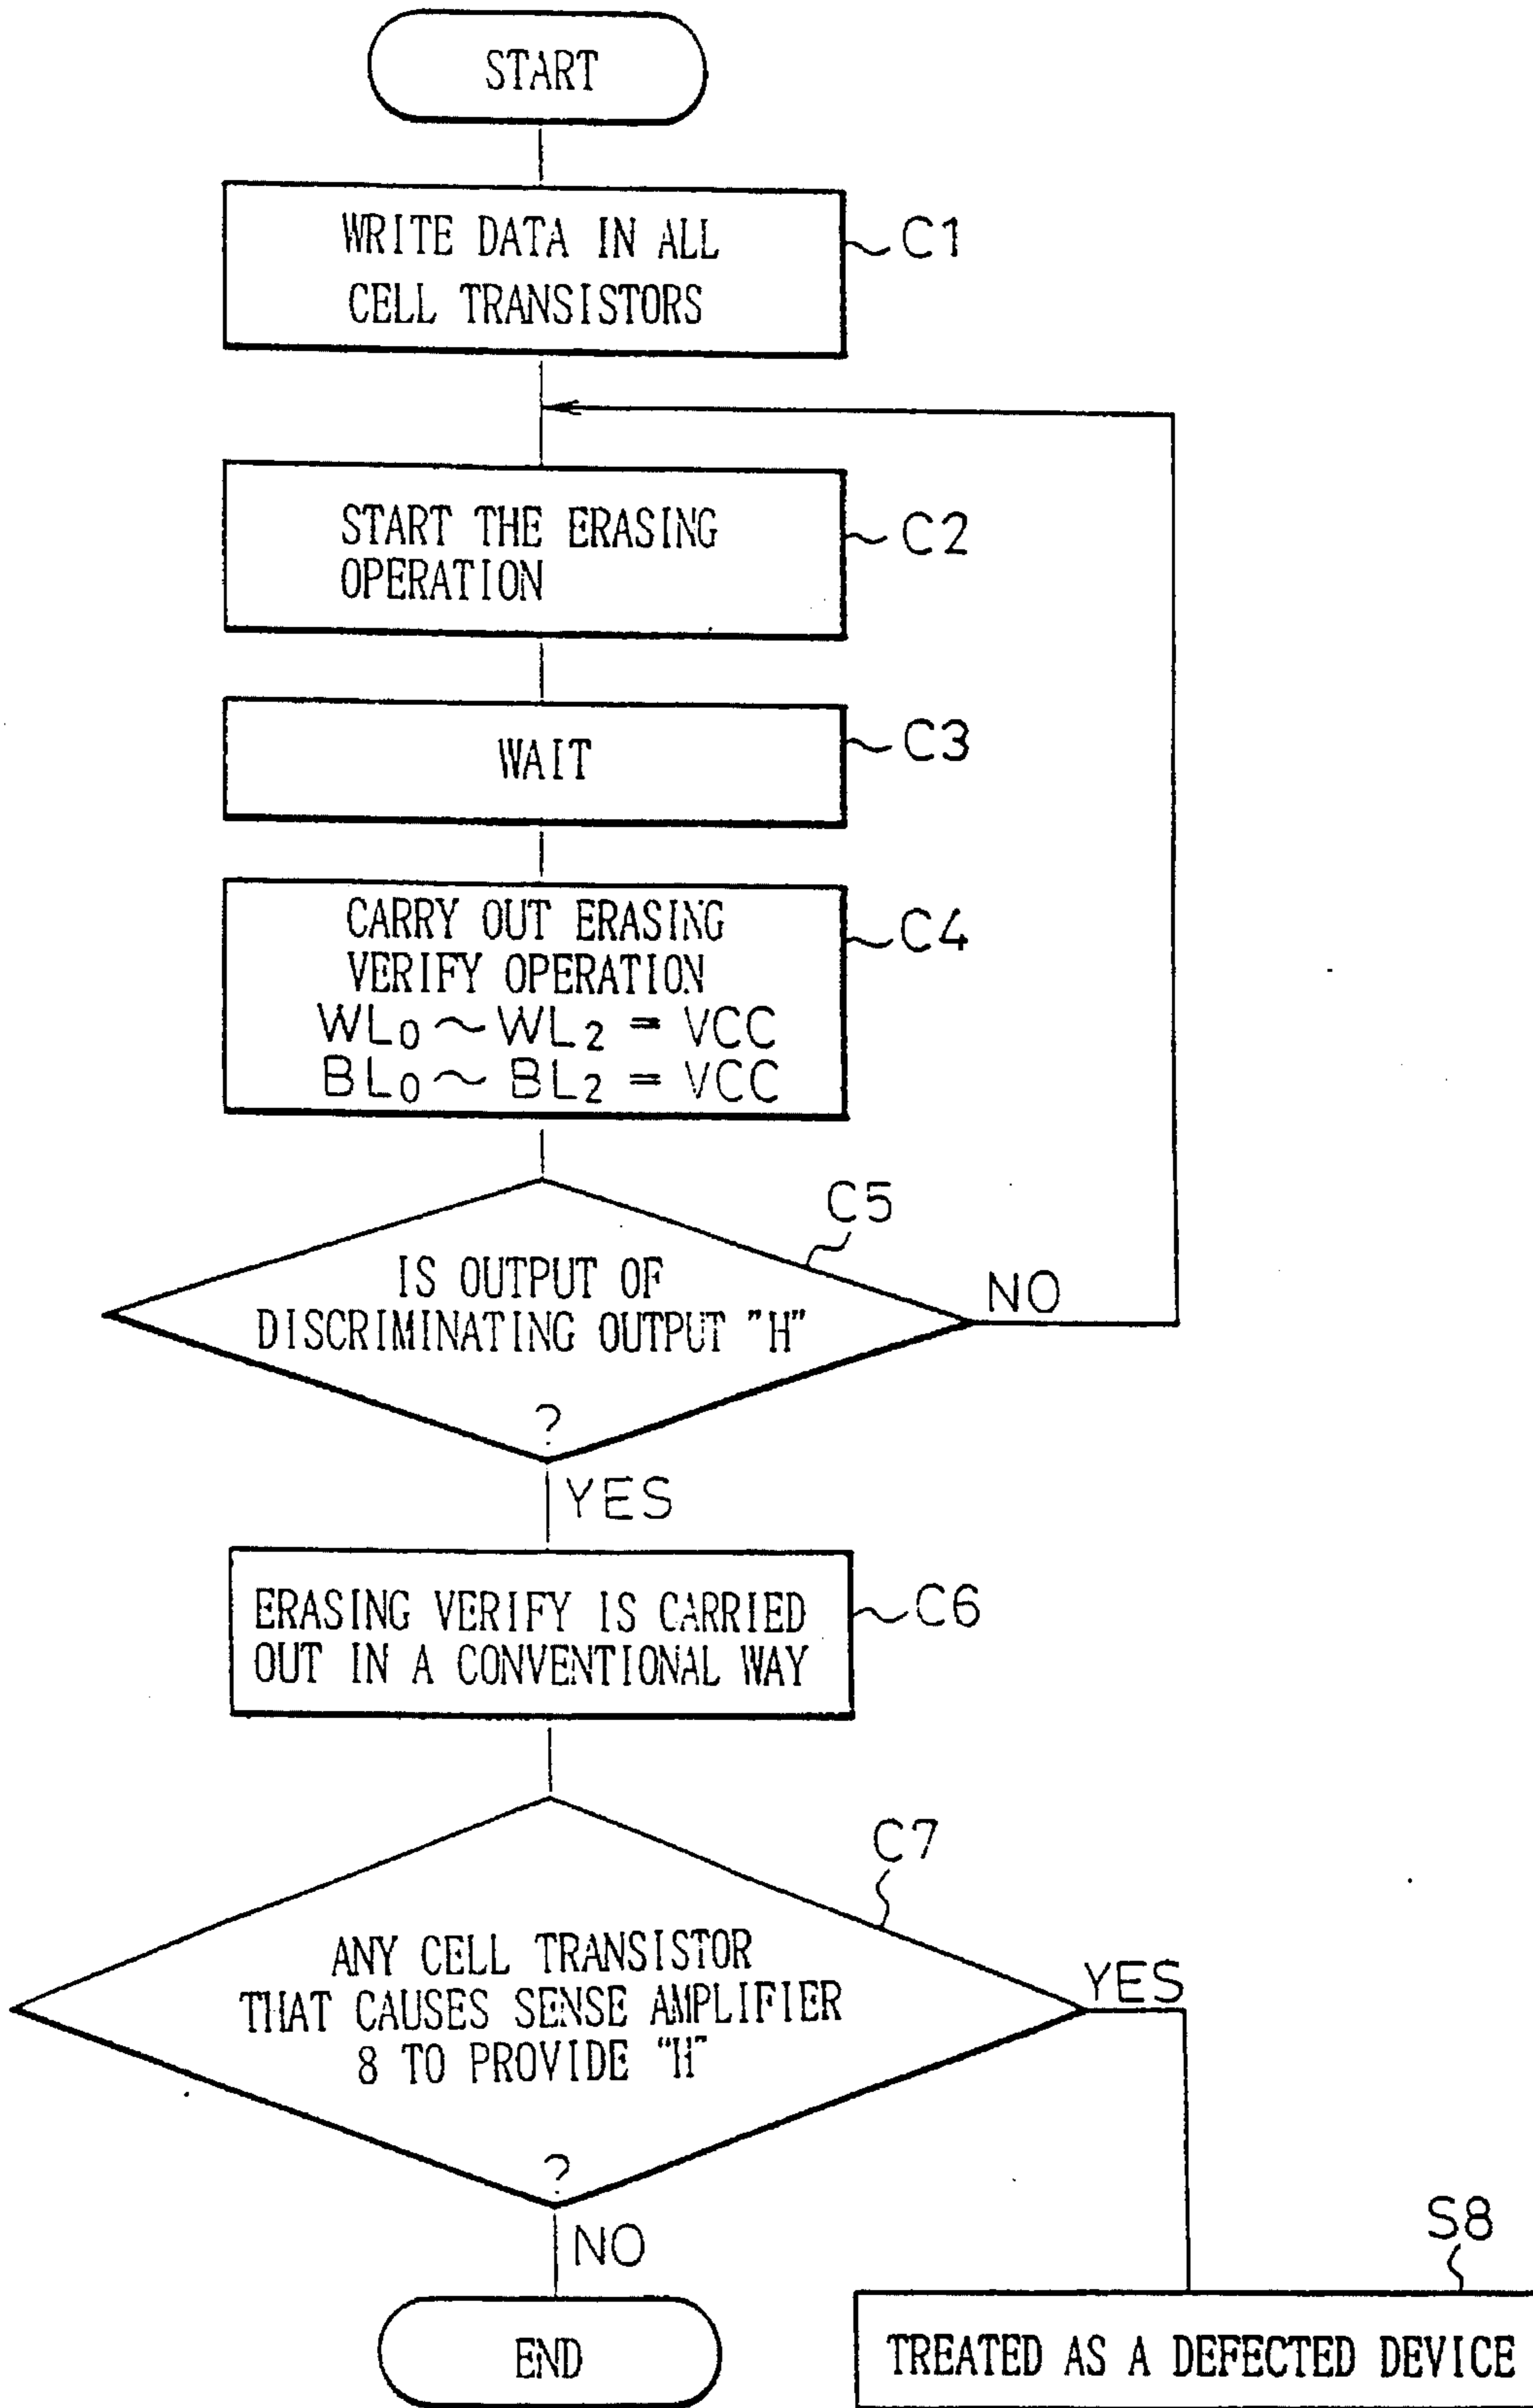 START
WRITE DATA IN ALL
CELL TRANSISTORS
C1
START THE ERASING
OPERATION
C2
WAIT
C3
CARRY OUT ERASING
VERIFY OPERATION
WL0 ~ WL2 = VCC
BL0 ~ BL2 = VCC
C4
C5
IS OUTPUT OF
DISCRIMINATING OUTPUT "H"
?
NO
YES
ERASING VERIFY IS CARRIED
OUT IN A CONVENTIONAL WAY
C6
C7
ANY CELL TRANSISTOR
THAT CAUSES SENSE AMPLIFIER
8 TO PROVIDE "H"
?
YES
NO
END
S8
TREATED AS A DEFECTED DEVICE